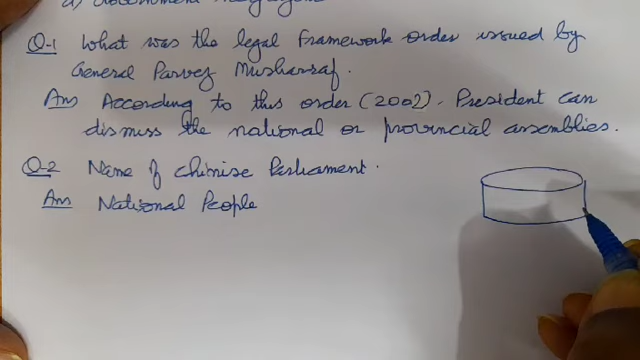 Q-1 What was the legal framework order issued by
General Parvez Musharraf.
Ans According to this order (2002). President can
dismiss the national or provincial assemblies.
Q-2 Name of Chinise Parliament.
Ans National People